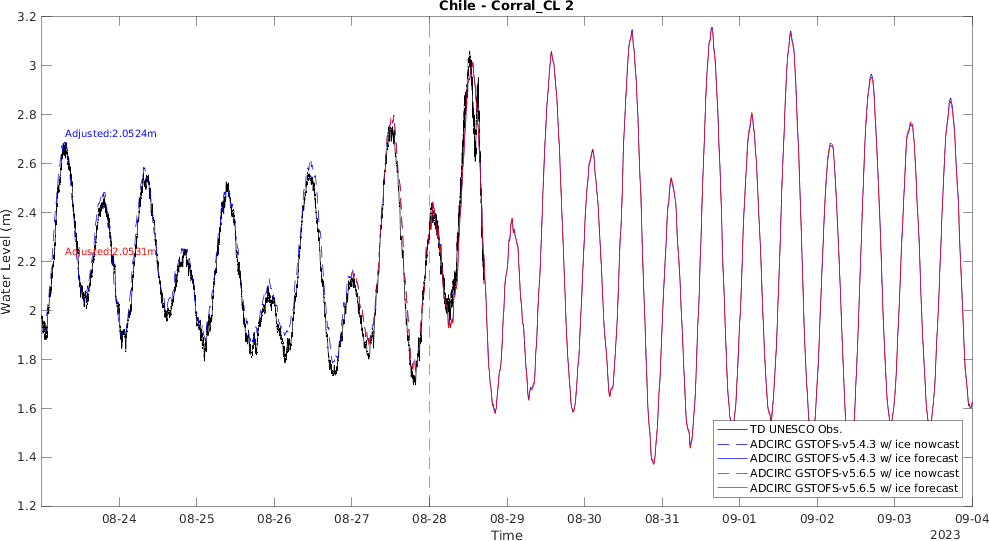 Chile - Corral_CL 2
3.2
3
2.8
2.6
2.4
2.2
2
1.8
1.6
1.4
1.2
Water Level (m)
Adjusted:2.0524m
Adjusted:2.0531m
TD UNESCO Obs.
ADCIRC GSTOFS-v5.4.3 w/ ice nowcast
ADCIRC GSTOFS-v5.4.3 w/ ice forecast
ADCIRC GSTOFS-v5.6.5 w/ ice nowcast
ADCIRC GSTOFS-v5.6.5 w/ ice forecast
08-24 08-25 08-26 08-27 08-28 08-29 08-30 08-31 09-01 09-02 09-03 09-04
Time
2023